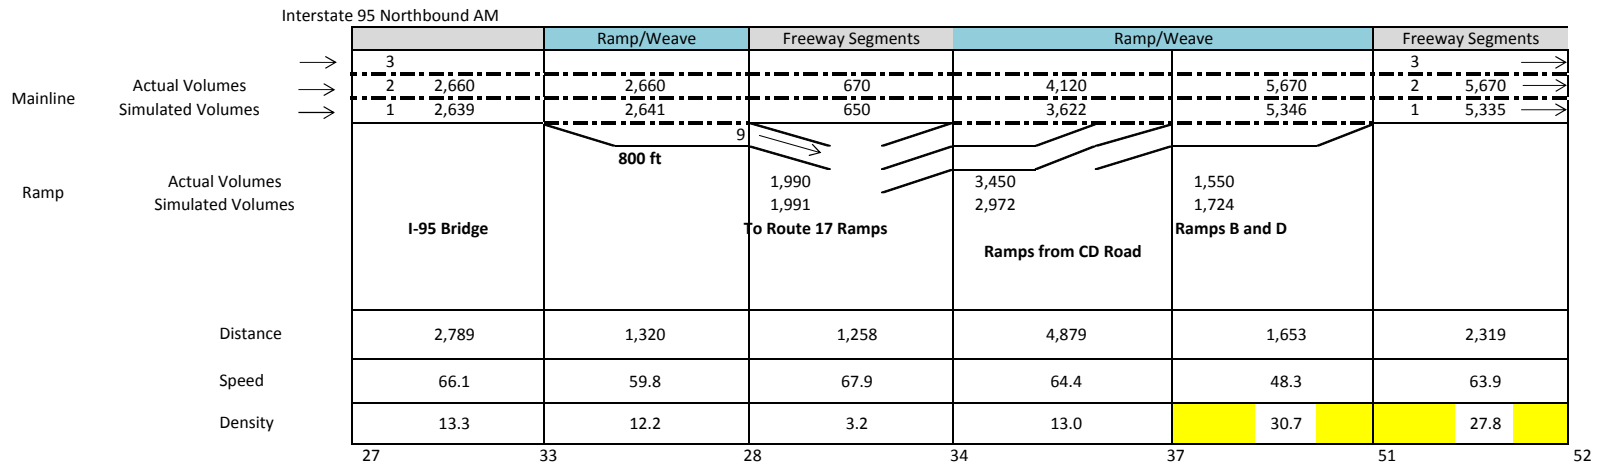 Interstate 95 Northbound AM
Ramp/Weave Freeway Segments Ramp/Weave Freeway Segments
3 3
Mainline Actual Volumes 2 2,660 2,660 670 4,120 5,670 2 5,670
Simulated Volumes 1 2,639 2,641 650 3,622 5,346 1 5,335
9
800 ft
Ramp Actual Volumes 1,990 3,450 1,550
Simulated Volumes 1,991 2,972 1,724
I-95 Bridge To Route 17 Ramps Ramps B and D
Ramps from CD Road
Distance 2,789 1,320 1,258 4,879 1,653 2,319
Speed 66.1 59.8 67.9 64.4 48.3 63.9
Density 13.3 12.2 3.2 13.0 30.7 27.8
27 33 28 34 37 51 52